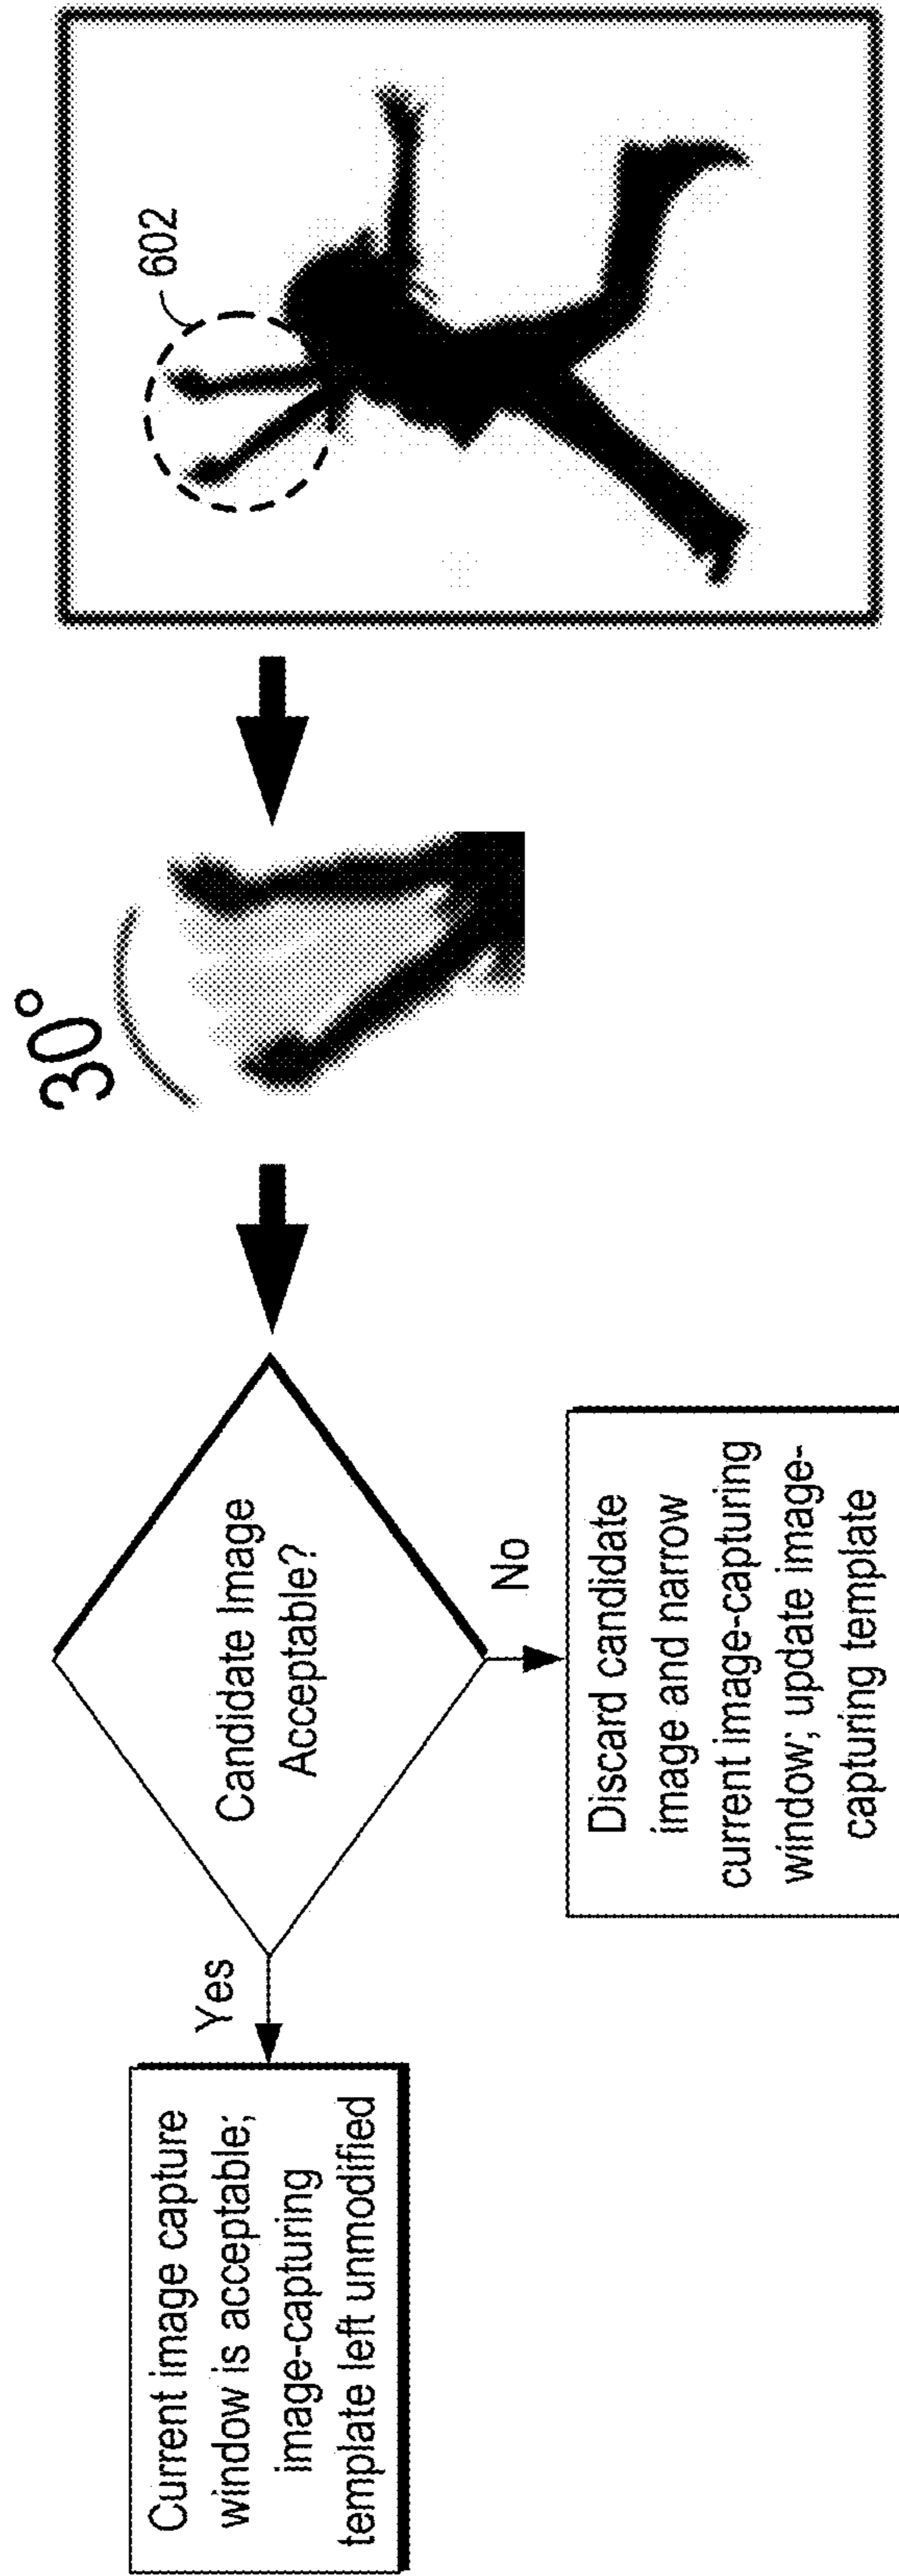 602
30°
Candidate Image
Acceptable?
Yes
No
Current image capture
window is acceptable;
image-capturing
template left unmodified
Discard candidate
image and narrow
current image-capturing
window; update image-
capturing template